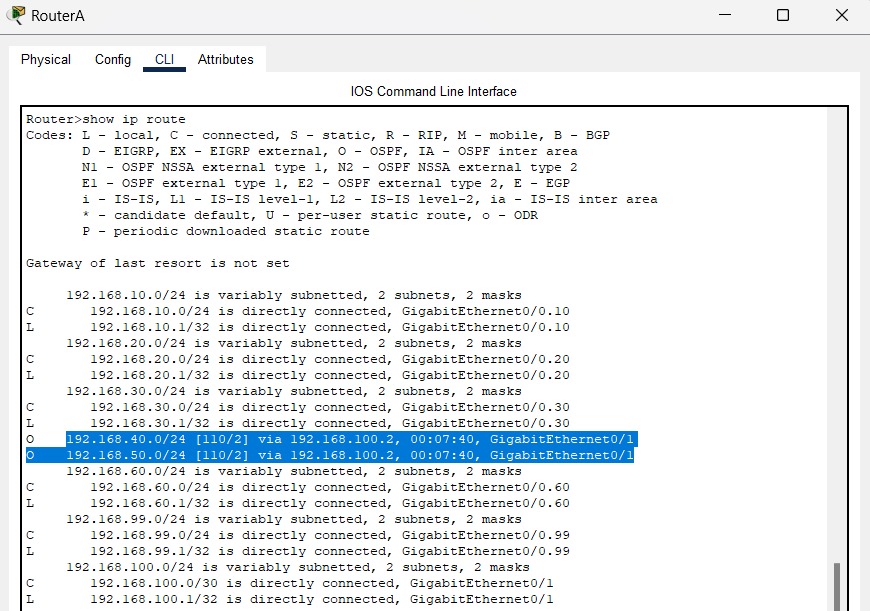 RouterA
Physical Config CLI Attributes
IOS Command Line Interface
Router>show ip route
Codes: L - local, C - connected, S - static, R - RIP, M - mobile, B - BGP
D - EIGRP, EX - EIGRP external, O - OSPF, IA - OSPF inter area
N1 - OSPF NSSA external type 1, N2 - OSPF NSSA external type 2
E1 - OSPF external type 1, E2 - OSPF external type 2, E - EGP
i - IS-IS, L1 - IS-IS level-1, L2 - IS-IS level-2, ia - IS-IS inter area
* - candidate default, U - per-user static route, o - ODR
P - periodic downloaded static route
Gateway of last resort is not set
192.168.10.0/24 is variably subnetted, 2 subnets, 2 masks
C 192.168.10.0/24 is directly connected, GigabitEthernet0/0.10
L 192.168.10.1/32 is directly connected, GigabitEthernet0/0.10
192.168.20.0/24 is variably subnetted, 2 subnets, 2 masks
C 192.168.20.0/24 is directly connected, GigabitEthernet0/0.20
L 192.168.20.1/32 is directly connected, GigabitEthernet0/0.20
192.168.30.0/24 is variably subnetted, 2 subnets, 2 masks
C 192.168.30.0/24 is directly connected, GigabitEthernet0/0.30
L 192.168.30.1/32 is directly connected, GigabitEthernet0/0.30
O 192.168.40.0/24 [110/2] via 192.168.100.2, 00:07:40, GigabitEthernet0/1
O 192.168.50.0/24 [110/2] via 192.168.100.2, 00:07:40, GigabitEthernet0/1
192.168.60.0/24 is variably subnetted, 2 subnets, 2 masks
C 192.168.60.0/24 is directly connected, GigabitEthernet0/0.60
L 192.168.60.1/32 is directly connected, GigabitEthernet0/0.60
192.168.99.0/24 is variably subnetted, 2 subnets, 2 masks
C 192.168.99.0/24 is directly connected, GigabitEthernet0/0.99
L 192.168.99.1/32 is directly connected, GigabitEthernet0/0.99
192.168.100.0/24 is variably subnetted, 2 subnets, 2 masks
C 192.168.100.0/30 is directly connected, GigabitEthernet0/1
L 192.168.100.1/32 is directly connected, GigabitEthernet0/1